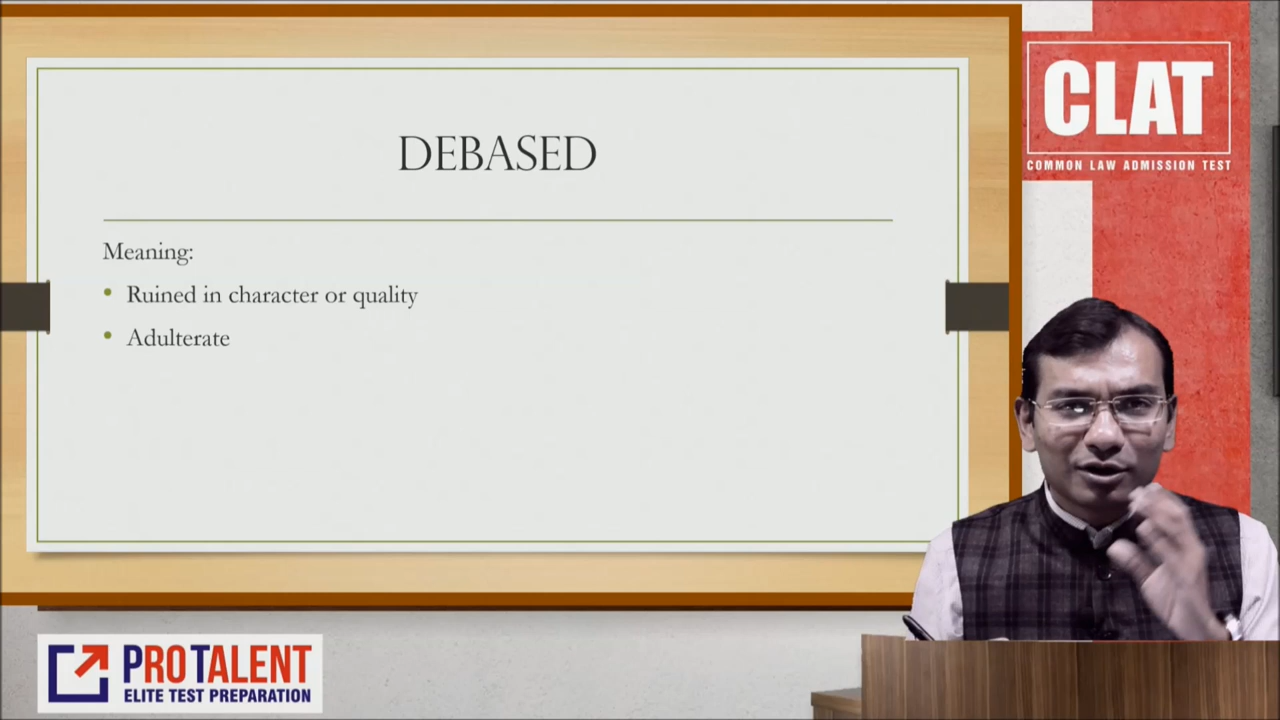 DEBASED
Meaning:
• Ruined in character or quality
• Adulterate
CLAT
COMMON LAW ADMISSION TEST
PROTALENT
ELITE TEST PREPARATION